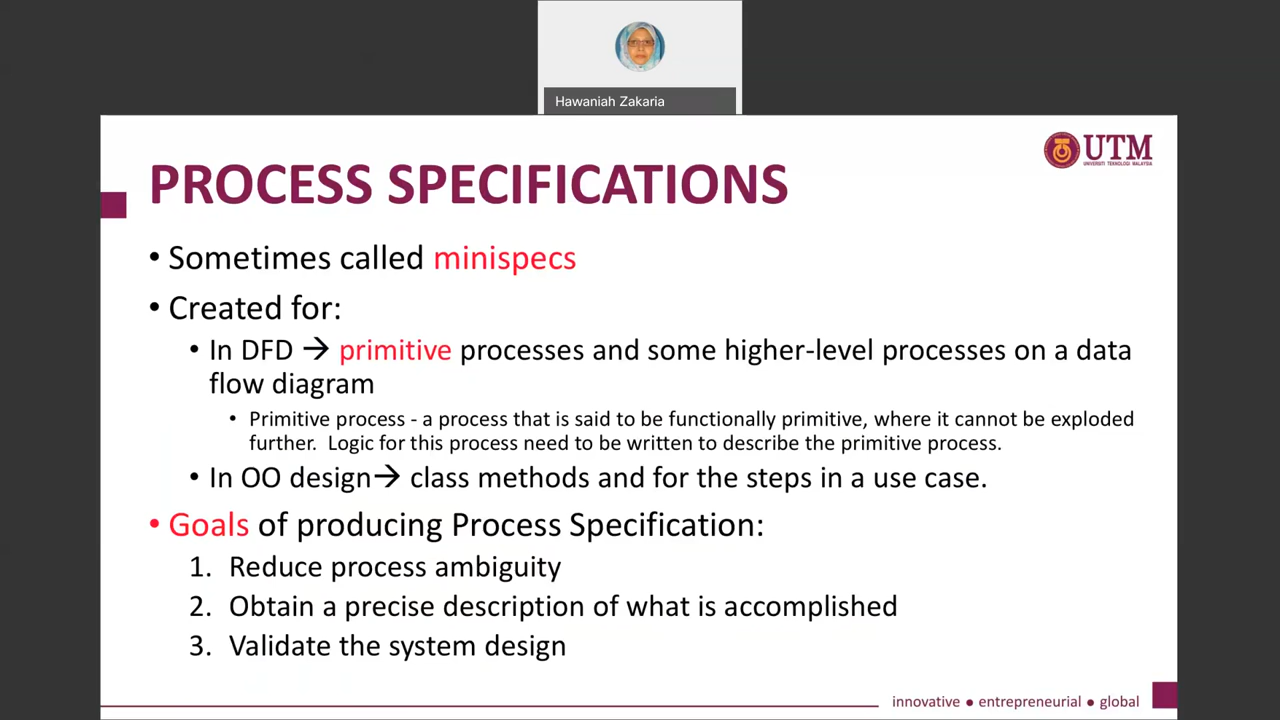 Hawaniah Zakaria
UTM
UNIVERSITI TEKNOLOGI MALAYSIA
PROCESS SPECIFICATIONS
• Sometimes called minispecs
• Created for:
• In DFD → primitive processes and some higher-level processes on a data
flow diagram
• Primitive process - a process that is said to be functionally primitive, where it cannot be exploded
further. Logic for this process need to be written to describe the primitive process.
• In OO design→ class methods and for the steps in a use case.
• Goals of producing Process Specification:
1. Reduce process ambiguity
2. Obtain a precise description of what is accomplished
3. Validate the system design
innovative ● entrepreneurial ● global